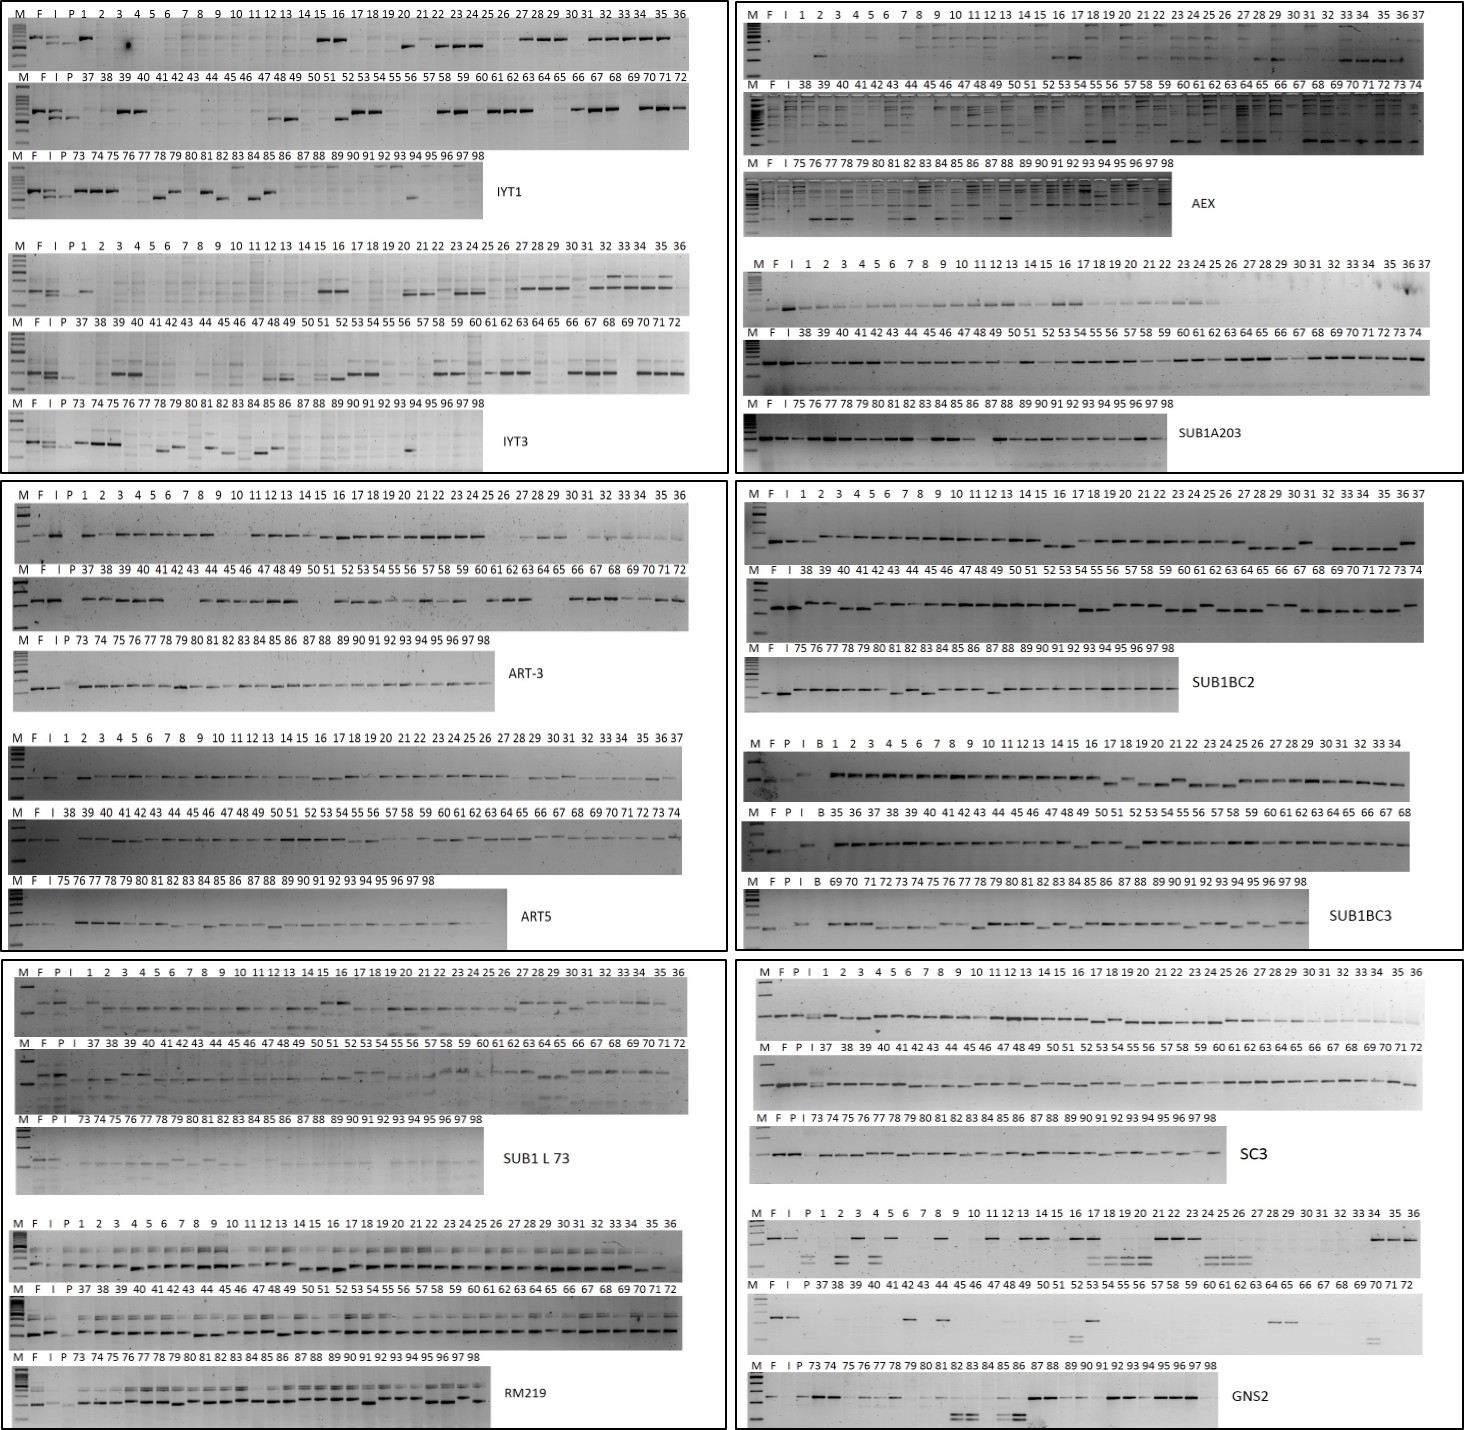 M F I P 1 2 3 4 5 6 7 8 9 10 11 12 13 14 15 16 17 18 19 20 21 22 23 24 25 26 27 28 29 30 31 32 33 34 35 36
M F I P 37 38 39 40 41 42 43 44 45 46 47 48 49 50 51 52 53 54 55 56 57 58 59 60 61 62 63 64 65 66 67 68 69 70 71 72
M F I P 73 74 75 76 77 78 79 80 81 82 83 84 85 86 87 88 89 90 91 92 93 94 95 96 97 98
IYT1
M F I P 1 2 3 4 5 6 7 8 9 10 11 12 13 14 15 16 17 18 19 20 21 22 23 24 25 26 27 28 29 30 31 32 33 34 35 36
M F I P 37 38 39 40 41 42 43 44 45 46 47 48 49 50 51 52 53 54 55 56 57 58 59 60 61 62 63 64 65 66 67 68 69 70 71 72
M F I P 73 74 75 76 77 78 79 80 81 82 83 84 85 86 87 88 89 90 91 92 93 94 95 96 97 98
IYT3
M F I 1 2 3 4 5 6 7 8 9 10 11 12 13 14 15 16 17 18 19 20 21 22 23 24 25 26 27 28 29 30 31 32 33 34 35 36 37
M F I 38 39 40 41 42 43 44 45 46 47 48 49 50 51 52 53 54 55 56 57 58 59 60 61 62 63 64 65 66 67 68 69 70 71 72 73 74
M F I 75 76 77 78 79 80 81 82 83 84 85 86 87 88 89 90 91 92 93 94 95 96 97 98
AEX
M F I 1 2 3 4 5 6 7 8 9 10 11 12 13 14 15 16 17 18 19 20 21 22 23 24 25 26 27 28 29 30 31 32 33 34 35 36 37
M F I 38 39 40 41 42 43 44 45 46 47 48 49 50 51 52 53 54 55 56 57 58 59 60 61 62 63 64 65 66 67 68 69 70 71 72 73 74
M F I 75 76 77 78 79 80 81 82 83 84 85 86 87 88 89 90 91 92 93 94 95 96 97 98
SUB1A203
M F I P 1 2 3 4 5 6 7 8 9 10 11 12 13 14 15 16 17 18 19 20 21 22 23 24 25 26 27 28 29 30 31 32 33 34 35 36
M F I P 37 38 39 40 41 42 43 44 45 46 47 48 49 50 51 52 53 54 55 56 57 58 59 60 61 62 63 64 65 66 67 68 69 70 71 72
M F I P 73 74 75 76 77 78 79 80 81 82 83 84 85 86 87 88 89 90 91 92 93 94 95 96 97 98
ART-3
M F I 1 2 3 4 5 6 7 8 9 10 11 12 13 14 15 16 17 18 19 20 21 22 23 24 25 26 27 28 29 30 31 32 33 34 35 36 37
M F I 38 39 40 41 42 43 44 45 46 47 48 49 50 51 52 53 54 55 56 58 59 60 61 62 63 64 65 66 67 68 69 70 71 72 73 74
M F I 75 76 77 78 79 80 81 82 83 84 85 86 87 88 89 90 91 92 93 94 95 96 97 98
ART5
M F I 1 2 3 4 5 6 7 8 9 10 11 12 13 14 15 16 17 18 19 20 21 22 23 24 25 26 27 28 29 30 31 32 33 34 35 36 37
M F I 38 39 40 41 42 43 44 45 46 47 48 49 50 51 52 53 54 55 56 57 58 59 60 61 62 63 64 65 66 67 68 69 70 71 72 73 74
M F I 75 76 77 78 79 80 81 82 83 84 85 86 87 88 89 90 91 92 93 94 95 96 97 98
SUB1BC2
M F P I B 1 2 3 4 5 6 7 8 9 10 11 12 13 14 15 16 17 18 19 20 21 22 23 24 25 26 27 28 29 30 31 32 33 34
M F P I B 35 36 37 38 39 40 41 42 43 44 45 46 47 48 49 50 51 52 53 54 55 56 57 58 59 60 61 62 63 64 65 66 67 68
M F P I B 69 70 71 72 73 74 75 76 77 78 79 80 81 82 83 84 85 86 87 88 89 90 91 92 93 94 95 96 97 98
SUB1BC3
M F P I 1 2 3 4 5 6 7 8 9 10 11 12 13 14 15 16 17 18 19 20 21 22 23 24 25 26 27 28 29 30 31 32 33 34 35 36
M F P I 37 38 39 40 41 42 43 44 45 46 47 48 49 50 51 52 53 54 55 56 57 58 59 60 61 62 63 64 65 66 67 68 69 70 71 72
M F P I 73 74 75 76 77 78 79 80 81 82 83 84 85 86 87 88 89 90 91 92 93 94 95 96 97 98
SUB1 L 73
M F I P 1 2 3 4 5 6 7 8 9 10 11 12 13 14 15 16 17 18 19 20 21 22 23 24 25 26 27 28 29 30 31 32 33 34 35 36
M F I P 37 38 39 40 41 42 43 44 45 46 47 48 49 50 51 52 53 54 55 56 57 58 59 60 61 62 63 64 65 66 67 68 69 70 71 72
M F I P 73 74 75 76 77 78 79 80 81 82 83 84 85 86 87 88 89 90 91 92 93 94 95 96 97 98
RM219
M F P I 1 2 3 4 5 6 7 8 9 10 11 12 13 14 15 16 17 18 19 20 21 22 23 24 25 26 27 28 29 30 31 32 33 34 35 36
M F P I 37 38 39 40 41 42 43 44 45 46 47 48 49 50 51 52 53 54 55 56 57 58 59 60 61 62 63 64 65 66 67 68 69 70 71 72
M F P I 73 74 75 76 77 78 79 80 81 82 83 84 85 86 87 88 89 90 91 92 93 94 95 96 97 98
SC3
M F I P 1 2 3 4 5 6 7 8 9 10 11 12 13 14 15 16 17 18 19 20 21 22 23 24 25 26 27 28 29 30 31 32 33 34 35 36
M F I P 37 38 39 40 41 42 43 44 45 46 47 48 49 50 51 52 53 54 55 56 57 58 59 60 61 62 63 64 65 66 67 68 69 70 71 72
M F I P 73 74 75 76 77 78 79 80 81 82 83 84 85 86 87 88 89 90 91 92 93 94 95 96 97 98
GNS2